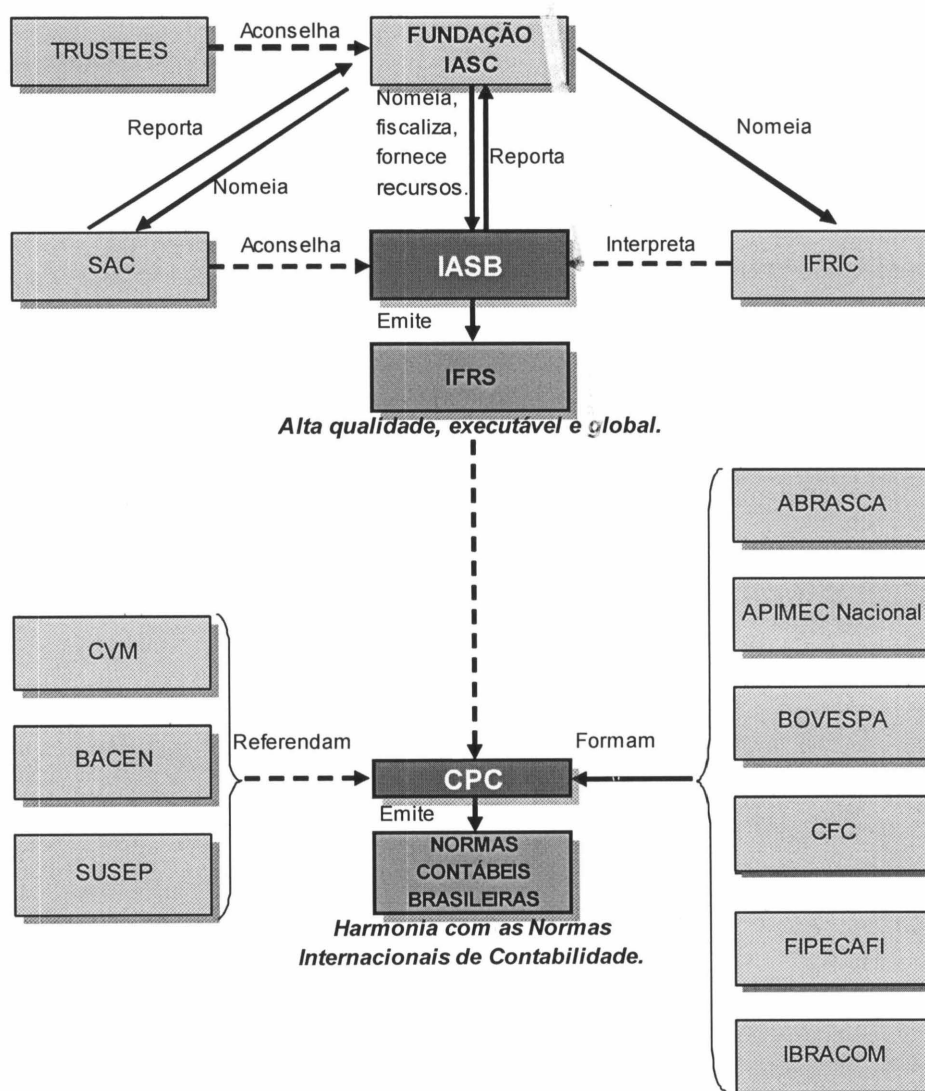 TRUSTEES
Aconselha
FUNDAÇÃO
IASC
Reporta
Nomeia
Nomeia,
fiscaliza,
fornece
recursos.
Reporta
Nomeia
SAC
Aconselha
IASB
Interpreta
IFRIC
Emite
IFRS
Alta qualidade, executável e global.
CVM
BACEN
SUSEP
Referendam
CPC
Formam
ABRASCA
APIMEC Nacional
BOVESPA
CFC
FIPECAFI
IBRACOM
Emite
NORMAS
CONTÁBEIS
BRASILEIRAS
Harmonia com as Normas
Internacionais de Contabilidade.